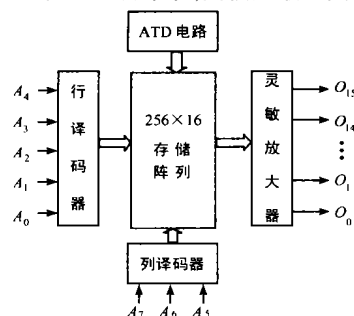 ATD 电路
A₄
A₃
A₂
A₁
A₀
行译码器
256×16
存储
阵列
灵敏放大器
O₁₅
O₁₄
⋮
O₁
O₀
列译码器
A₇ A₆ A₅